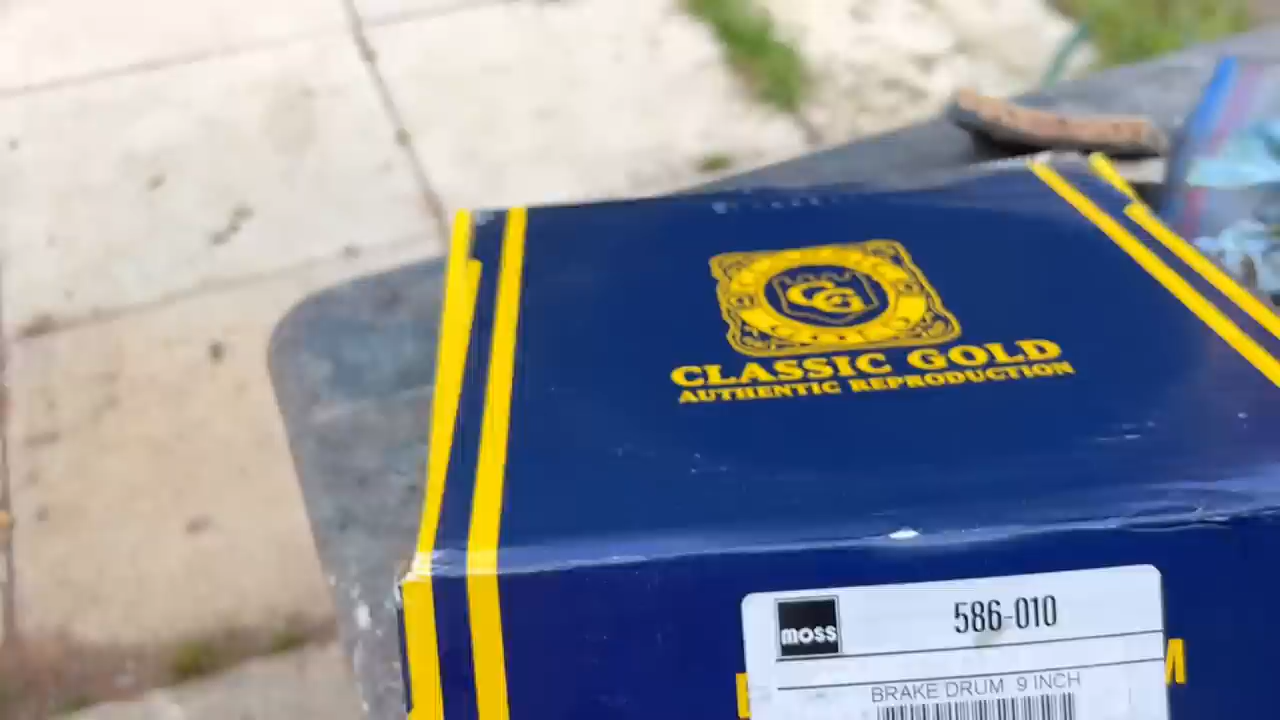 CG
CLASSIC GOLD
AUTHENTIC REPRODUCTION
moss
586-010
BRAKE DRUM 9 INCH